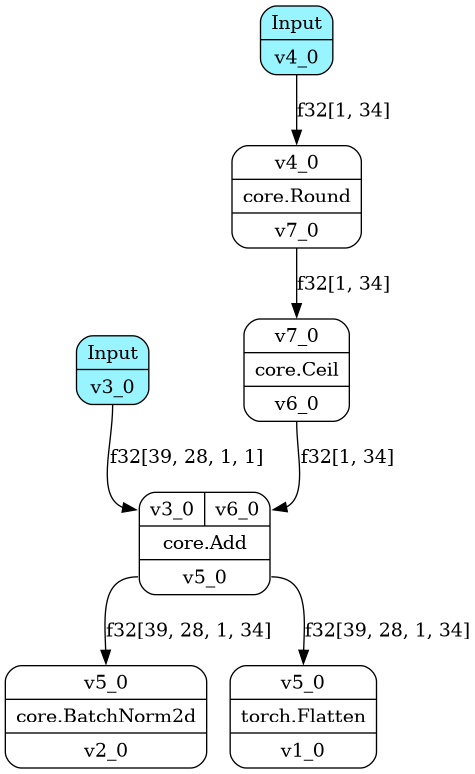 Input
v4_0
f32[1, 34]
v4_0
core.Round
v7_0
f32[1, 34]
v7_0
core.Ceil
v6_0
Input
v3_0
f32[39, 28, 1, 1]
f32[1, 34]
v3_0 v6_0
core.Add
v5_0
f32[39, 28, 1, 34]
f32[39, 28, 1, 34]
v5_0
core.BatchNorm2d
v2_0
v5_0
torch.Flatten
v1_0